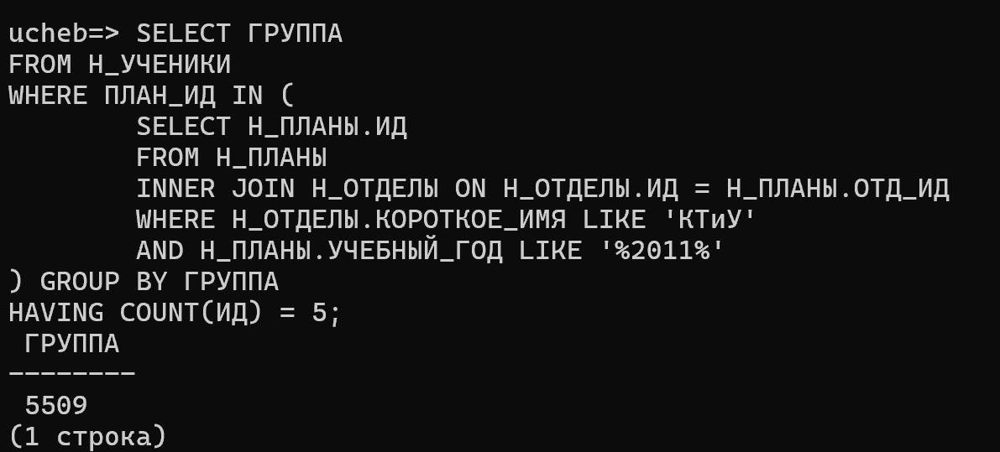 ucheb=> SELECT ГРУППА
FROM Н_УЧЕНИКИ
WHERE ПЛАН_ИД IN (
        SELECT Н_ПЛАНЫ.ИД
        FROM Н_ПЛАНЫ
        INNER JOIN Н_ОТДЕЛЫ ON Н_ОТДЕЛЫ.ИД = Н_ПЛАНЫ.ОТД_ИД
        WHERE Н_ОТДЕЛЫ.КОРОТКОЕ_ИМЯ LIKE 'КТиУ'
        AND Н_ПЛАНЫ.УЧЕБНЫЙ_ГОД LIKE '%2011%'
) GROUP BY ГРУППА
HAVING COUNT(ИД) = 5;
 ГРУППА
--------
 5509
(1 строка)